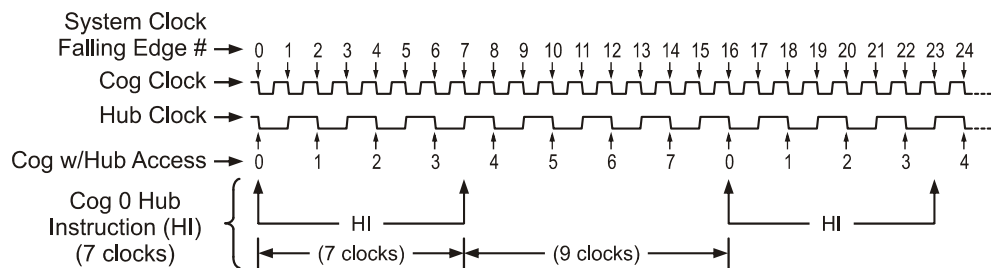 System Clock
Falling Edge # 0 1 2 3 4 5 6 7 8 9 10 11 12 13 14 15 16 17 18 19 20 21 22 23 24
Cog Clock
Hub Clock
Cog w/Hub Access 0 1 2 3 4 5 6 7 0 1 2 3 4
Cog 0 Hub
Instruction (HI)
(7 clocks)
HI HI
(7 clocks) (9 clocks)